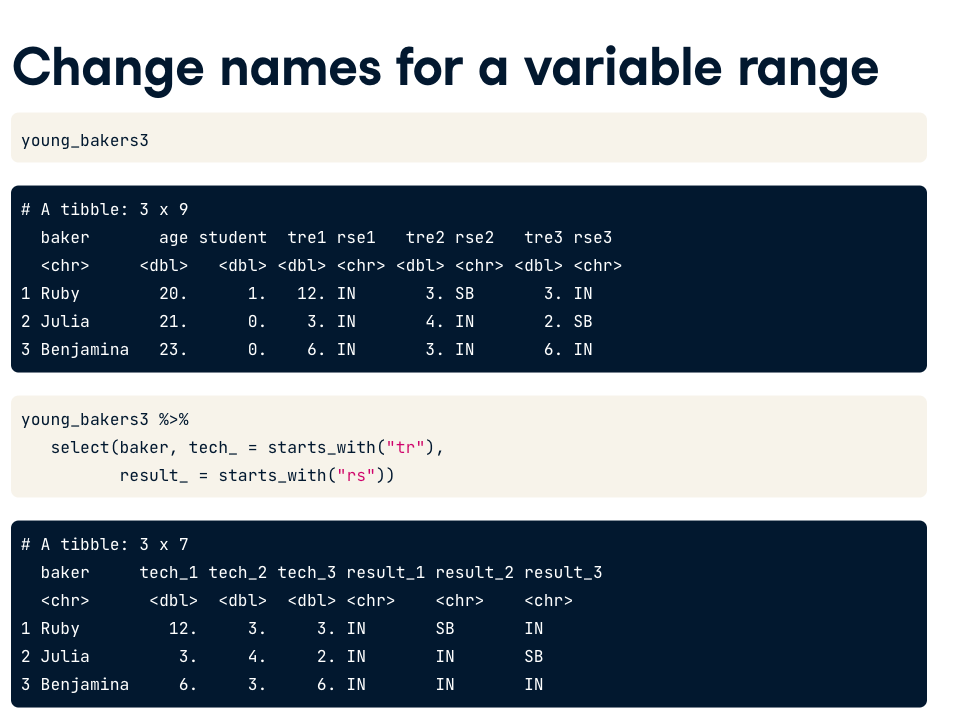 Change names for a variable range
young_bakers3
# A tibble: 3 x 9
  baker       age student  tre1 rse1   tre2 rse2   tre3 rse3
  <chr>     <dbl>   <dbl> <dbl> <chr> <dbl> <chr> <dbl> <chr>
1 Ruby        20.      1.   12. IN       3. SB       3. IN
2 Julia       21.      0.    3. IN       4. IN       2. SB
3 Benjamina   23.      0.    6. IN       3. IN       6. IN
young_bakers3 %>%
   select(baker, tech_ = starts_with("tr"),
          result_ = starts_with("rs"))
# A tibble: 3 x 7
  baker     tech_1 tech_2 tech_3 result_1 result_2 result_3
  <chr>      <dbl>  <dbl>  <dbl> <chr>    <chr>    <chr>
1 Ruby         12.     3.     3. IN       SB       IN
2 Julia         3.     4.     2. IN       IN       SB
3 Benjamina     6.     3.     6. IN       IN       IN